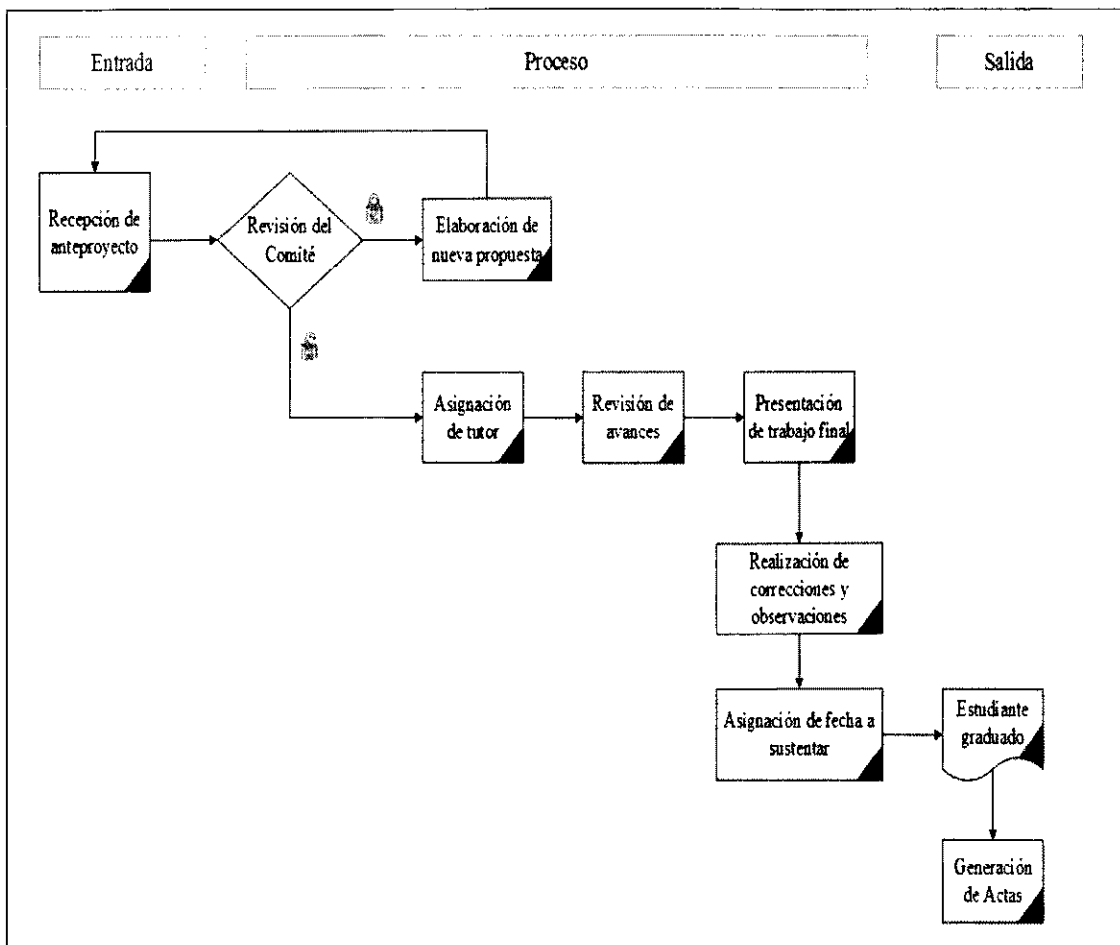 Entrada
Proceso
Salida
Recepción de
anteproyecto
Revisión del
Comité
Elaboración de
nueva propuesta
Asignación
de tutor
Revisión de
avances
Presentación
de trabajo final
Realización de
correcciones y
observaciones
Asignación de fecha a
sustentar
Estudiante
graduado
Generación
de Actas